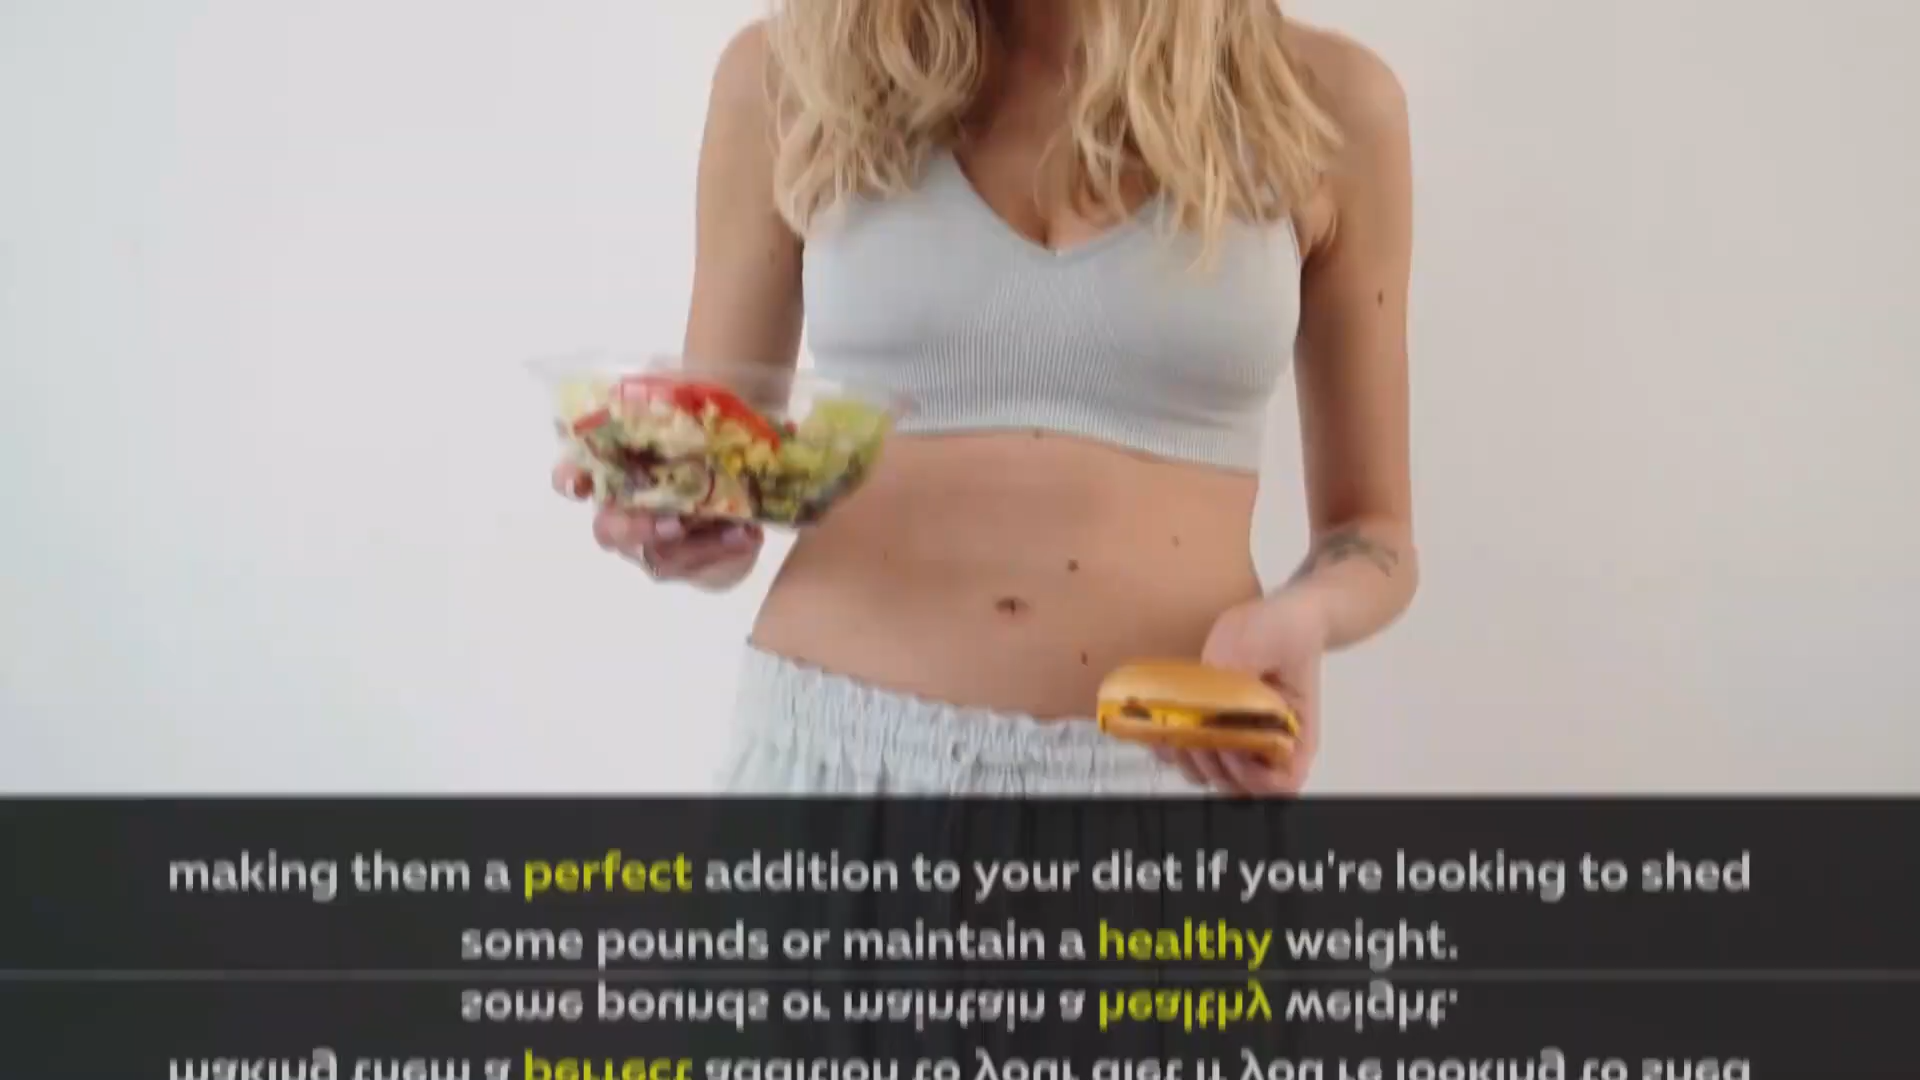 making them a perfect addition to your diet if you're looking to shed
some pounds or maintain a healthy weight.